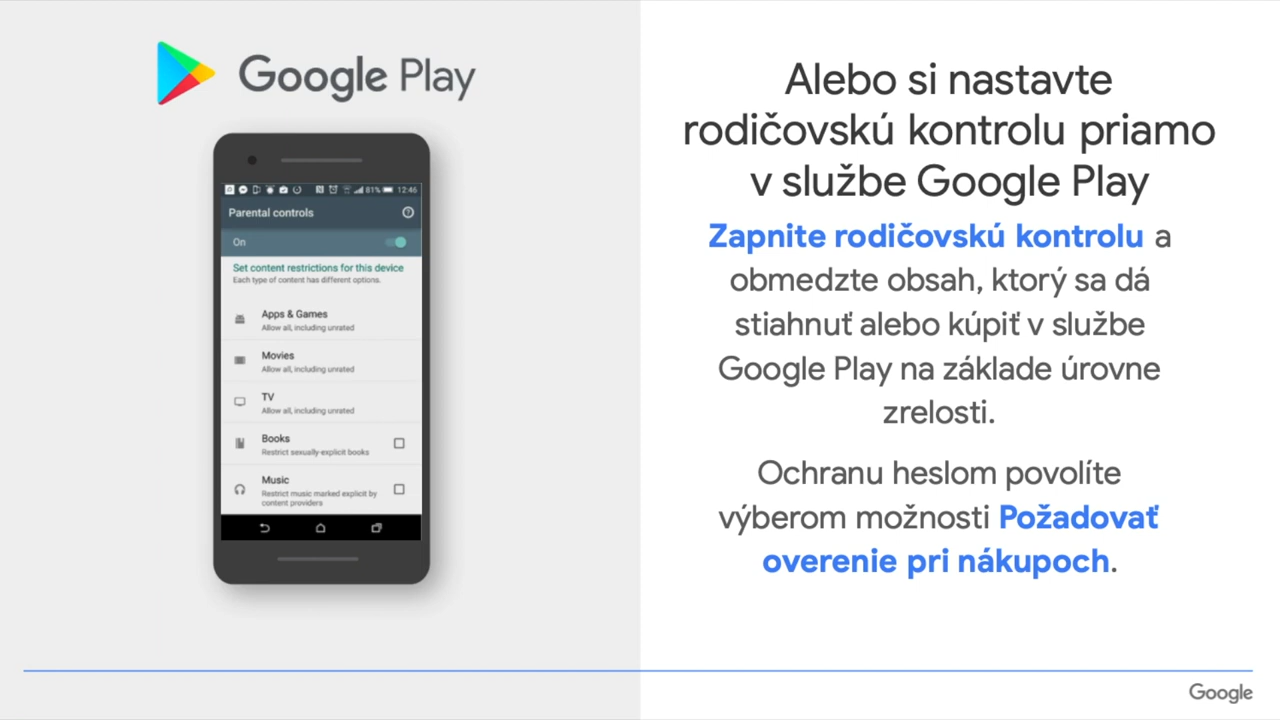 Google Play
81% 12:46
Parental controls
On
Set content restrictions for this device
Each type of content has different options.
Apps & Games
Allow all, including unrated
Movies
Allow all, including unrated
TV
Allow all, including unrated
Books
Restrict sexually-explicit books
Music
Restrict music marked explicit by
content providers
Alebo si nastavte
rodičovskú kontrolu priamo
v službe Google Play
Zapnite rodičovskú kontrolu a
obmedzte obsah, ktorý sa dá
stiahnuť alebo kúpiť v službe
Google Play na základe úrovne
zrelosti.
Ochranu heslom povolíte
výberom možnosti Požadovať
overenie pri nákupoch.
Google